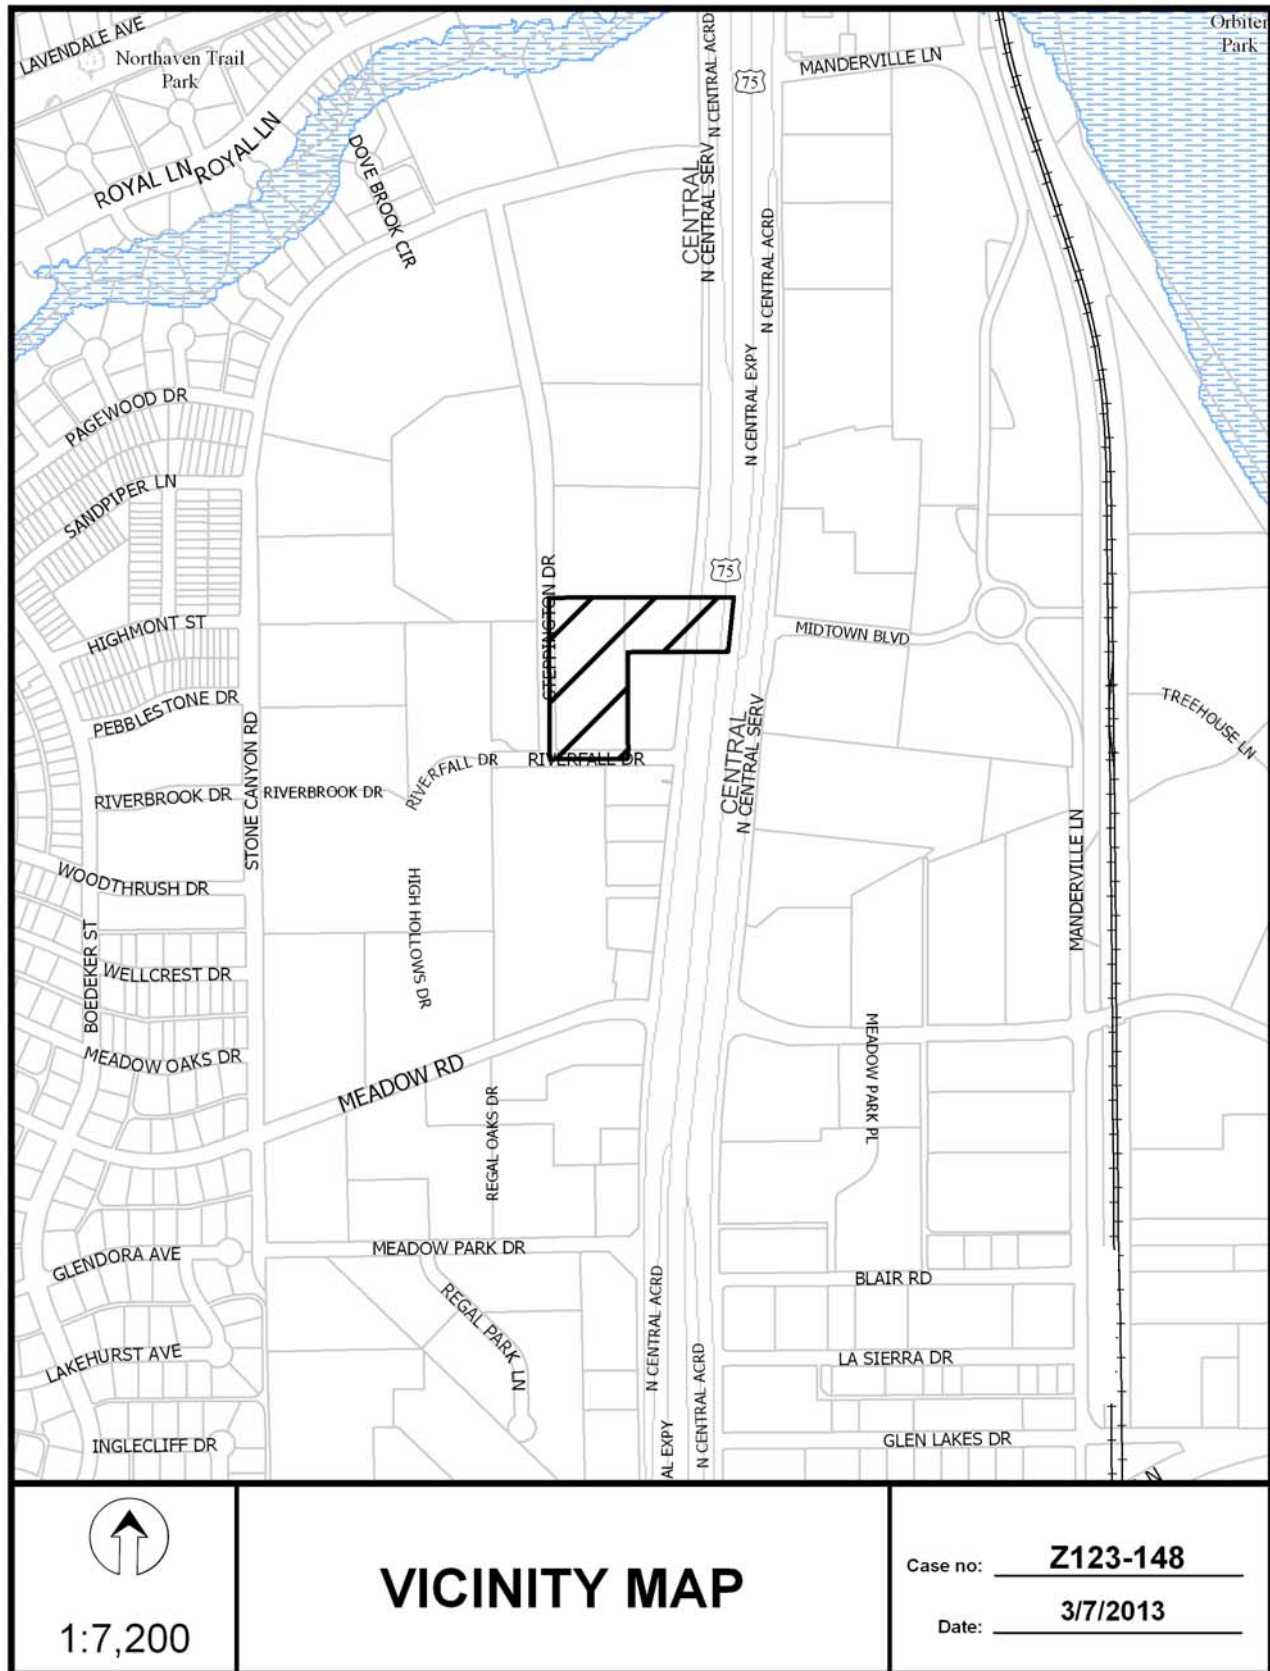 LAVENDALE AVE
Northaven Trail
Park
ROYAL LN
ROYAL LN
DOVE BROOK CIR
N CENTRAL ACRD
75
MANDERVILLE LN
Orbiter
Park
CENTRAL
N CENTRAL SERV
N CENTRAL ACRD
N CENTRAL EXPY
PAGEWOOD DR
SANDPIPER LN
HIGHMONT ST
PEBBLESTONE DR
STEPPINGTON DR
75
MIDTOWN BLVD
TREEHOUSE LN
RIVERBROOK DR
STONE CANYON RD
RIVERBROOK DR
RIVERFALL DR
RIVERFALL DR
CENTRAL
N CENTRAL SERV
WOODTHRUSH DR
HIGH HOLLOWS DR
MANDERVILLE LN
BOEDEKER ST
WELLCREST DR
MEADOW OAKS DR
MEADOW RD
MEADOW PARK PL
REGAL OAKS DR
GLENDORA AVE
MEADOW PARK DR
BLAIR RD
REGAL PARK LN
N CENTRAL ACRD
LAKEHURST AVE
LA SIERRA DR
N CENTRAL ACRD
INGLECLIFF DR
AL EXPY
GLEN LAKES DR
N
1:7,200
VICINITY MAP
Case no: Z123-148
Date: 3/7/2013